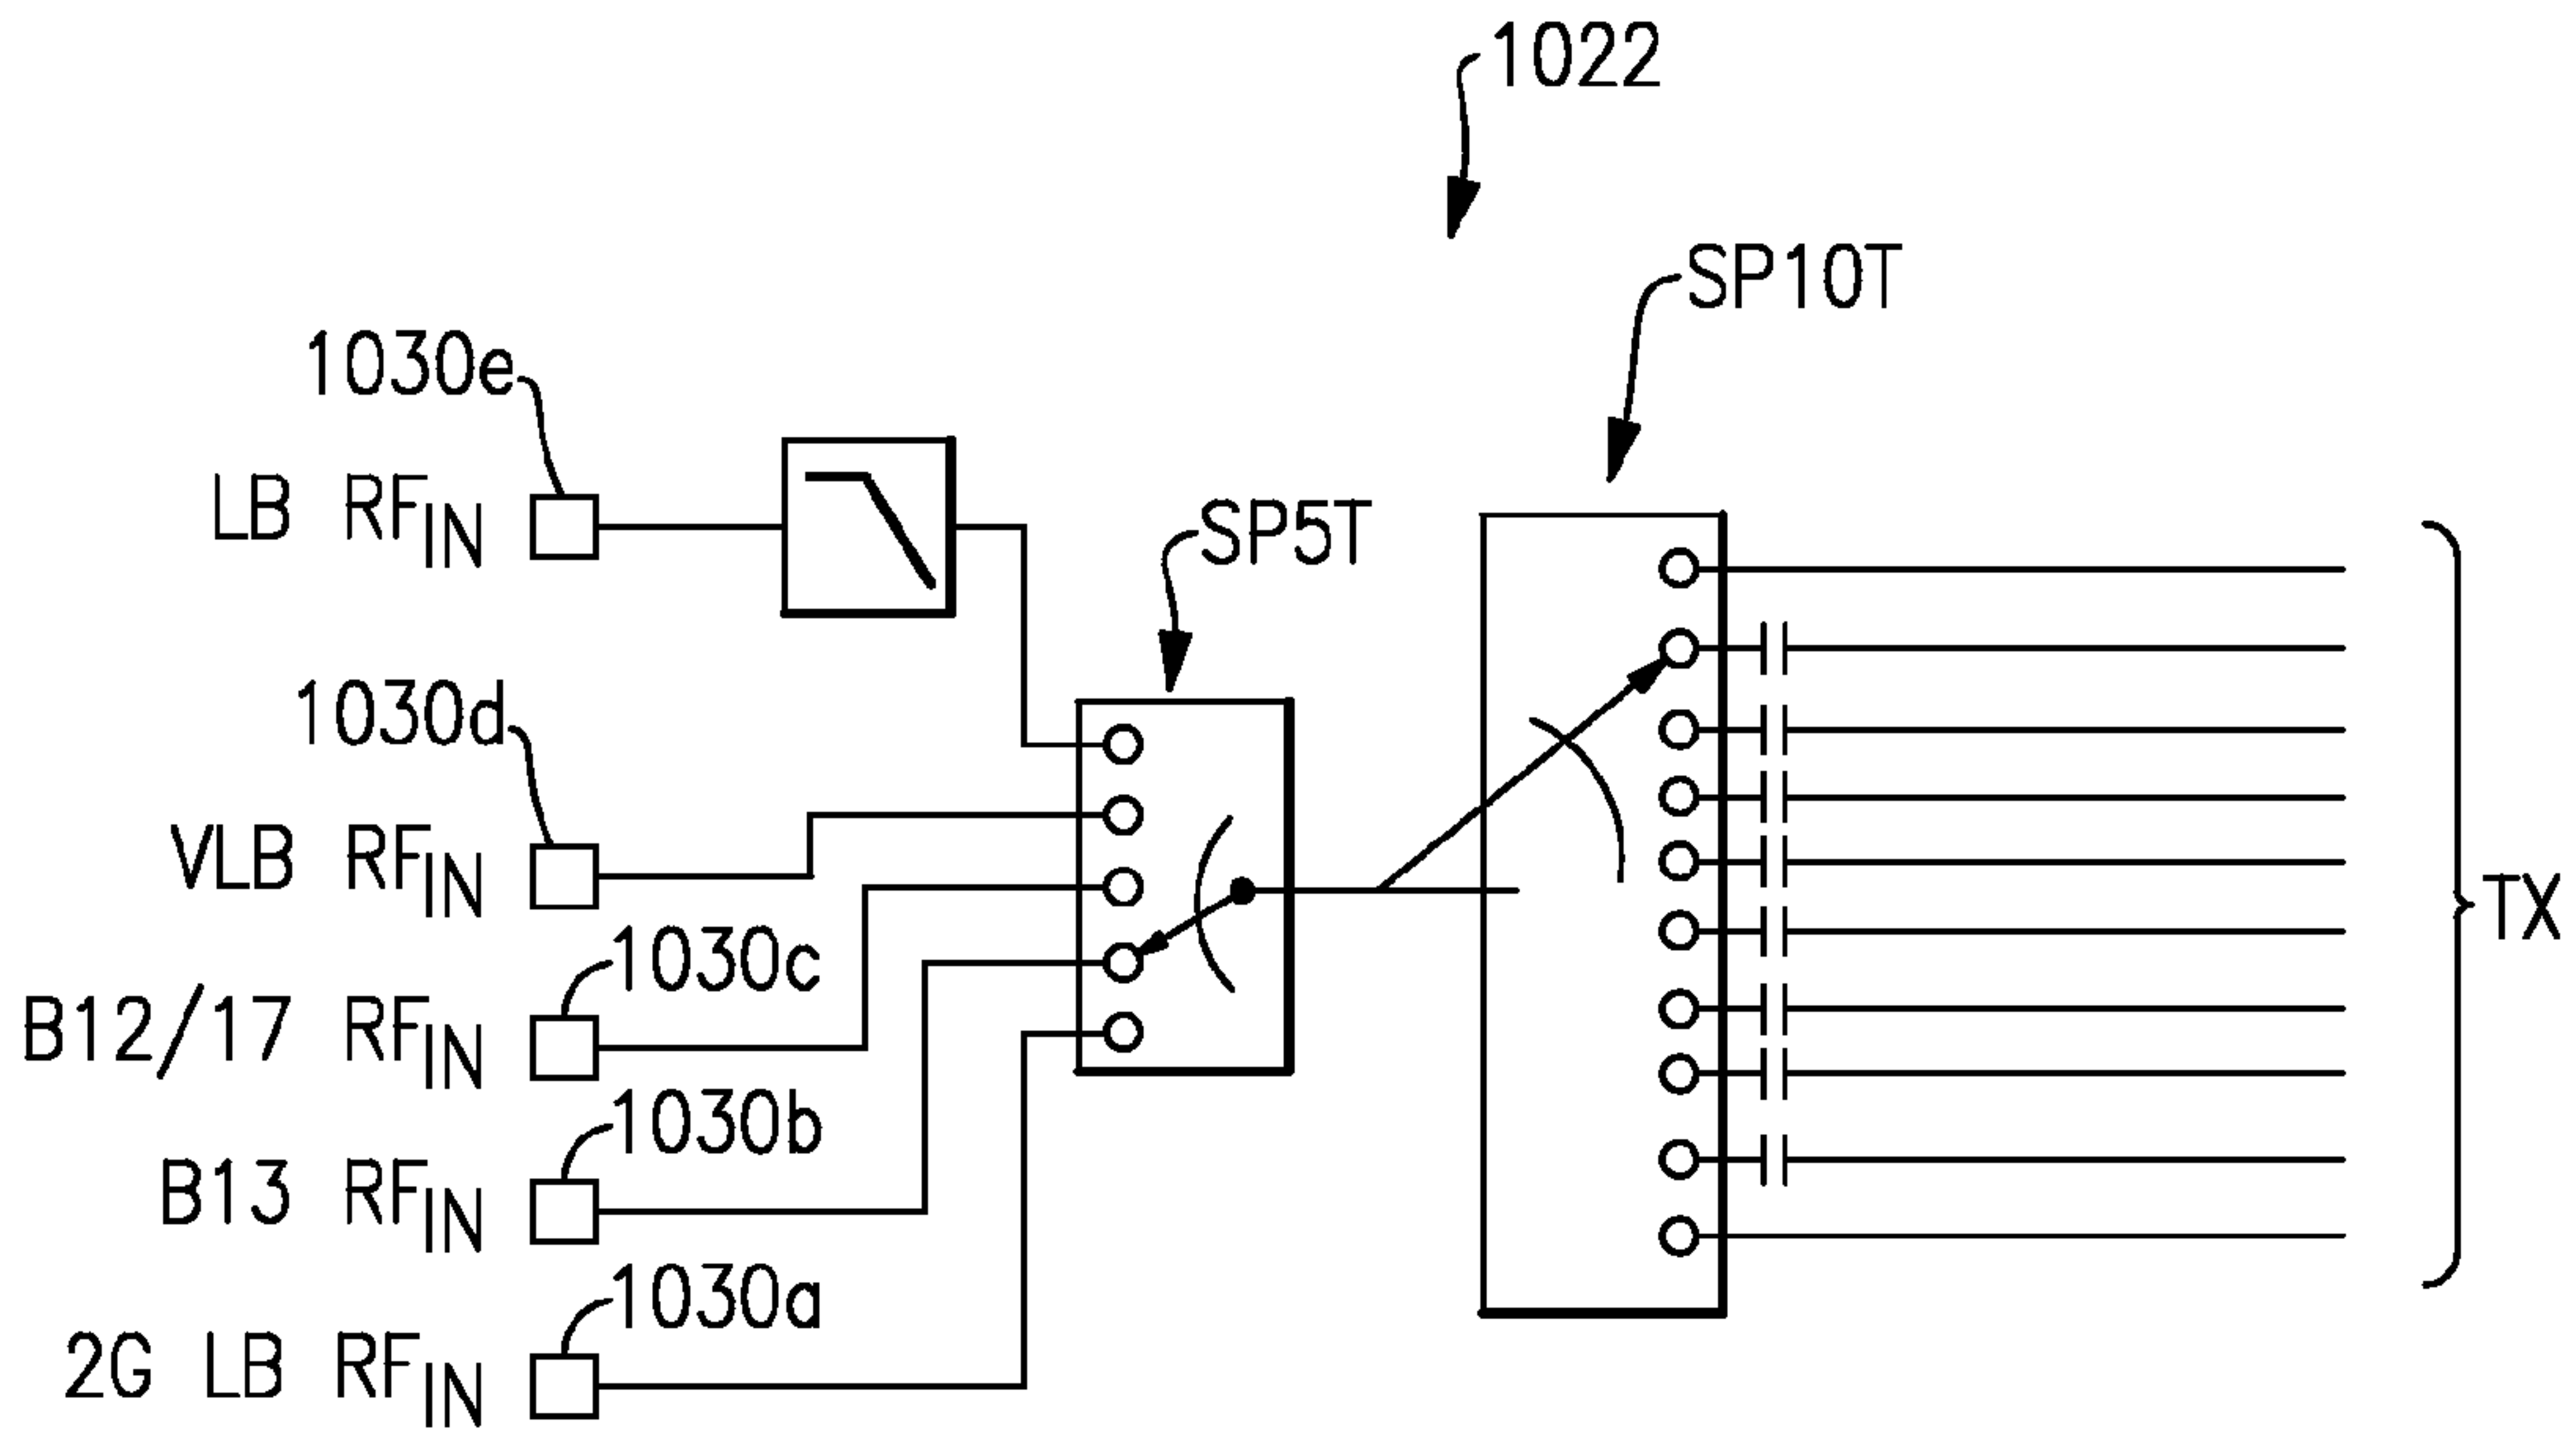 1022
SP10T
1030e
LB RFIN
SP5T
1030d
VLB RFIN
TX
1030c
B12/17 RFIN
1030b
B13 RFIN
1030a
2G LB RFIN